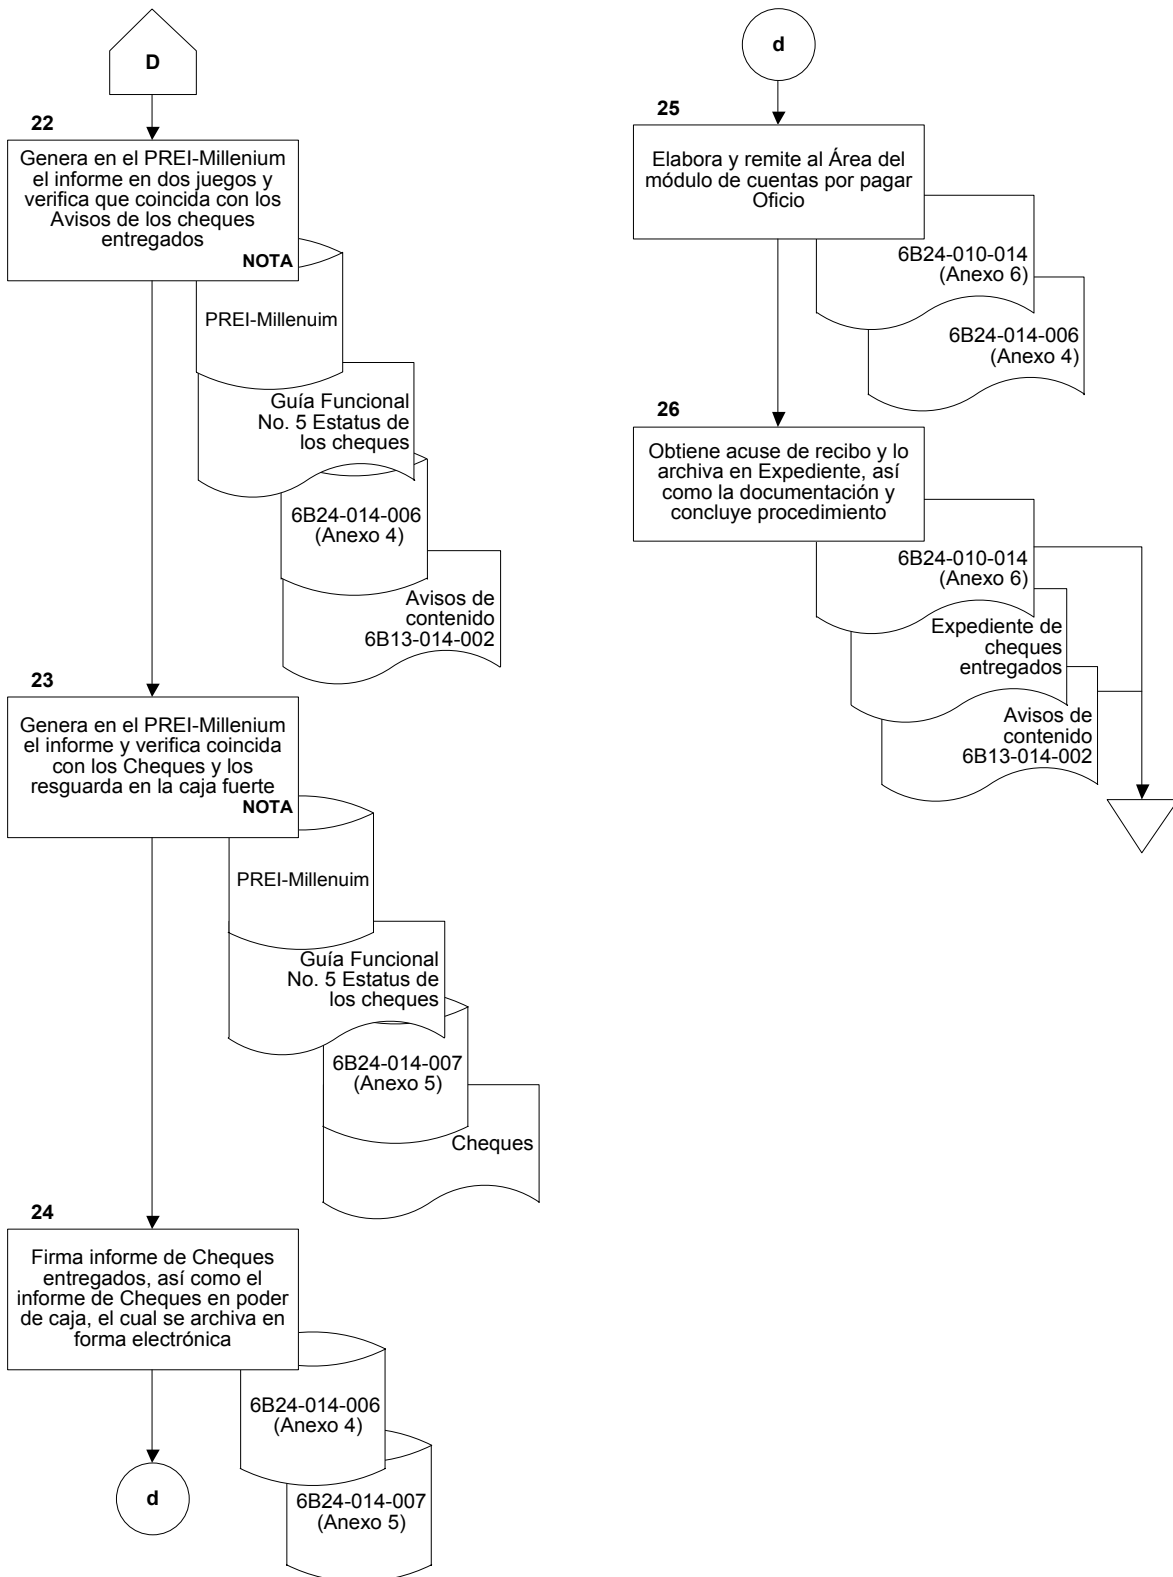 D
22
Genera en el PREI-Millenium
el informe en dos juegos y
verifica que coincida con los
Avisos de los cheques
entregados
NOTA
PREI-Millenuim
Guía Funcional
No. 5 Estatus de
los cheques
6B24-014-006
(Anexo 4)
Avisos de
contenido
6B13-014-002
23
Genera en el PREI-Millenium
el informe y verifica coincida
con los Cheques y los
resguarda en la caja fuerte
NOTA
PREI-Millenuim
Guía Funcional
No. 5 Estatus de
los cheques
6B24-014-007
(Anexo 5)
Cheques
24
Firma informe de Cheques
entregados, así como el
informe de Cheques en poder
de caja, el cual se archiva en
forma electrónica
6B24-014-006
(Anexo 4)
6B24-014-007
(Anexo 5)
d
d
25
Elabora y remite al Área del
módulo de cuentas por pagar
Oficio
6B24-010-014
(Anexo 6)
6B24-014-006
(Anexo 4)
26
Obtiene acuse de recibo y lo
archiva en Expediente, así
como la documentación y
concluye procedimiento
6B24-010-014
(Anexo 6)
Expediente de
cheques
entregados
Avisos de
contenido
6B13-014-002